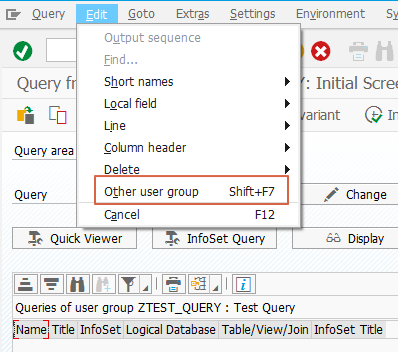 Query Edit Goto Extras Settings Environment Sy
Output sequence
Find...
Query fr Y: Initial Scree
Short names
Local field
ariant In
Line
Query area
Column header
Delete
Query Other user group Shift+F7 Change
Cancel F12
Quick Viewer InfoSet Query Display
Queries of user group ZTEST_QUERY : Test Query
Name Title InfoSet Logical Database Table/View/Join InfoSet Title